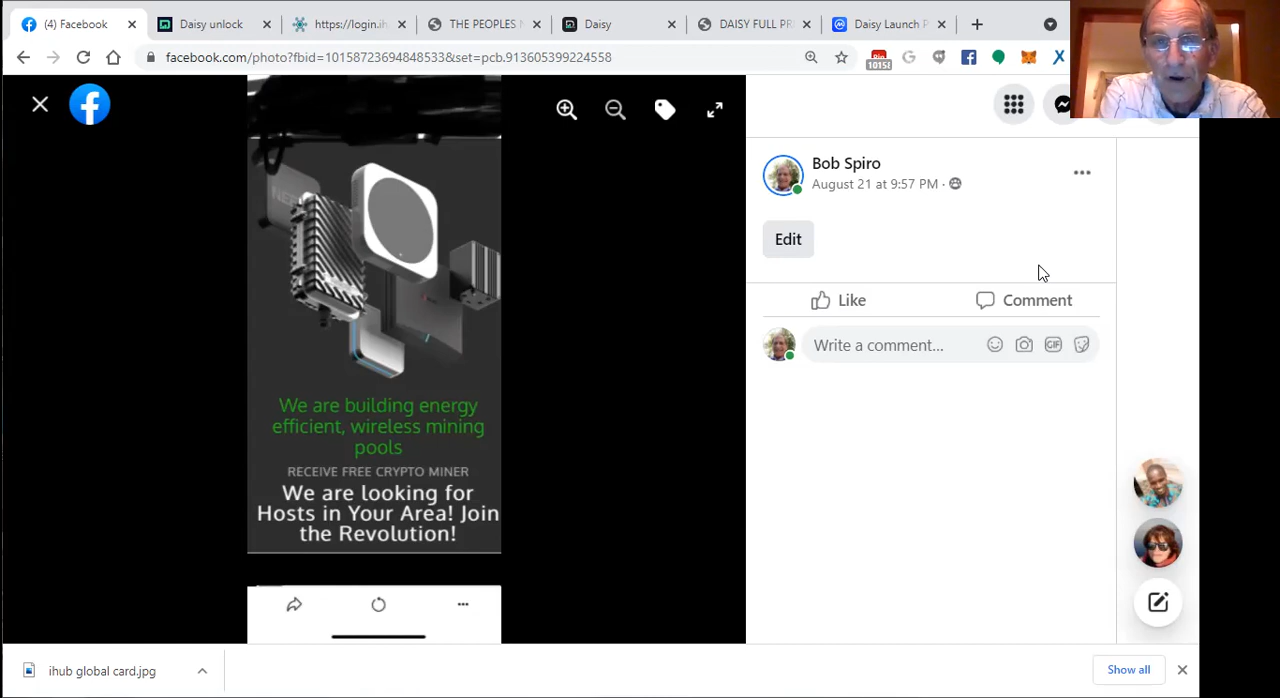 (4) Facebook
Daisy unlock
https://login.ih
THE PEOPLES
Daisy
DAISY FULL PR
Daisy Launch P
facebook.com/photo?fbid=10158723694848533&set=pcb.913605399224558
1015!
Bob Spiro
August 21 at 9:57 PM ·
Edit
Like
Comment
Write a comment...
GIF
We are building energy
efficient, wireless mining
pools
RECEIVE FREE CRYPTO MINER
We are looking for
Hosts in Your Area! Join
the Revolution!
ihub global card.jpg
Show all